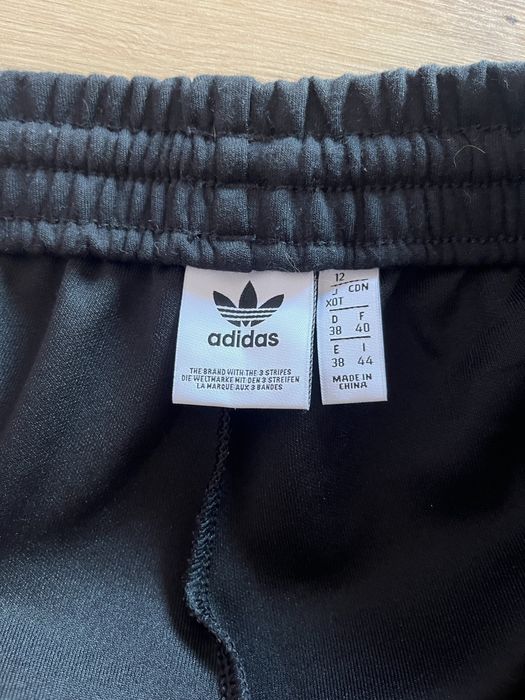 adidas
THE BRAND WITH THE 3 STRIPES
DIE WELTMARKE MIT DEN 3 STREIFEN
LA MARQUE AUX 3 BANDES
12
J CDN
XOT
D F
38 40
E I
38 44
MADE IN
CHINA